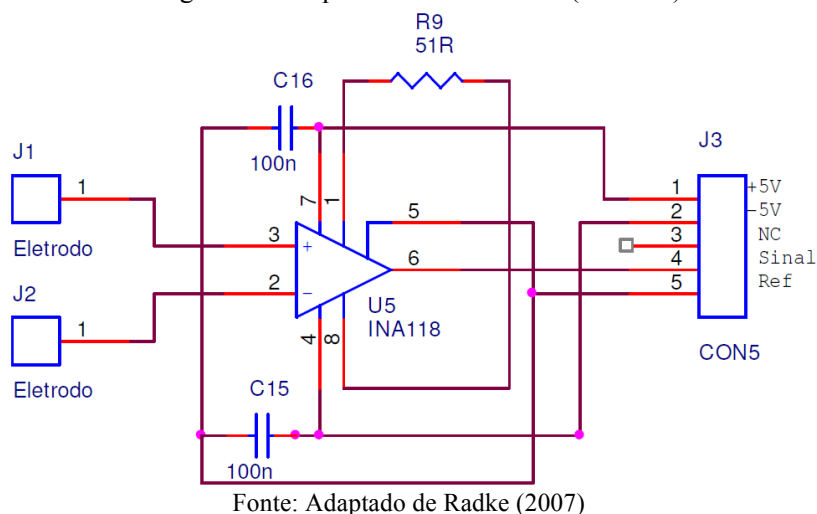 R9
51R
C16
100n
J1
1
Eletrodo
J2
1
Eletrodo
7
1
3
+
2
−
5
6
4
8
U5
INA118
C15
100n
J3
1
+5V
2
-5V
3
NC
4
Sinal
5
Ref
CON5
Fonte: Adaptado de Radke (2007)